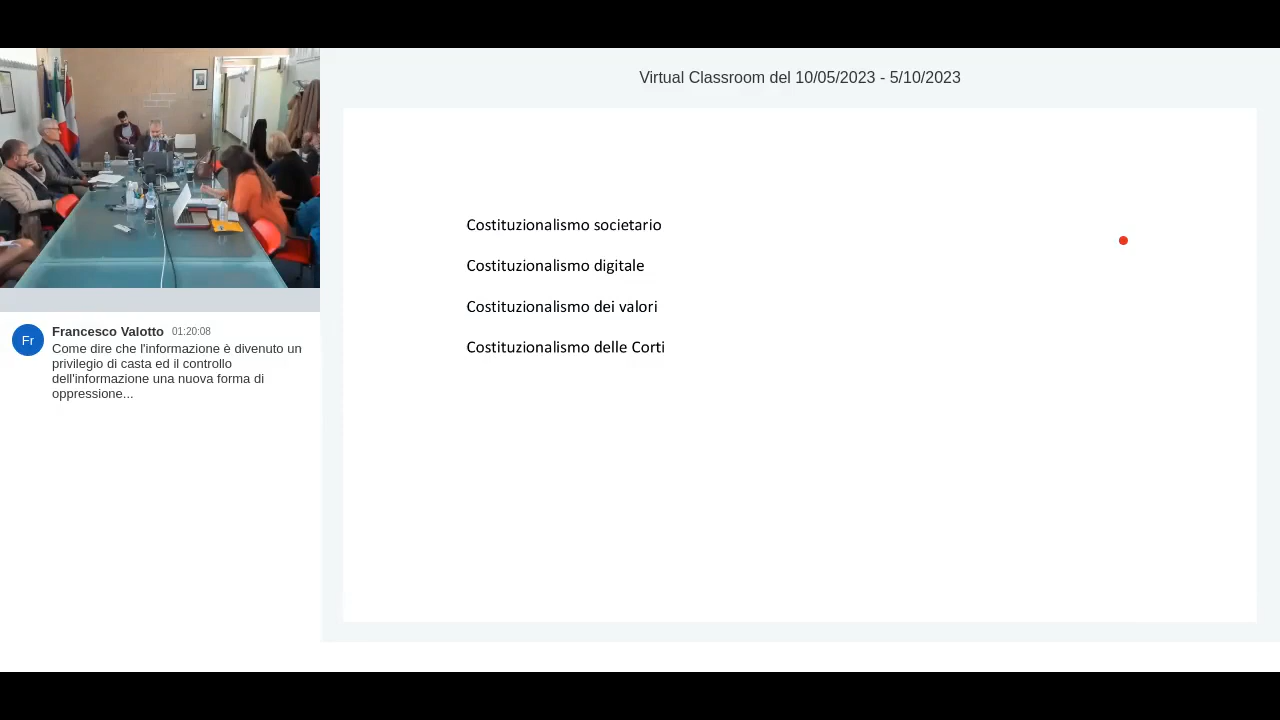 Virtual Classroom del 10/05/2023 - 5/10/2023
Costituzionalismo societario
Costituzionalismo digitale
Costituzionalismo dei valori
Costituzionalismo delle Corti
Fr
Francesco Valotto 01:20:08
Come dire che l'informazione è divenuto un
privilegio di casta ed il controllo
dell'informazione una nuova forma di
oppressione...